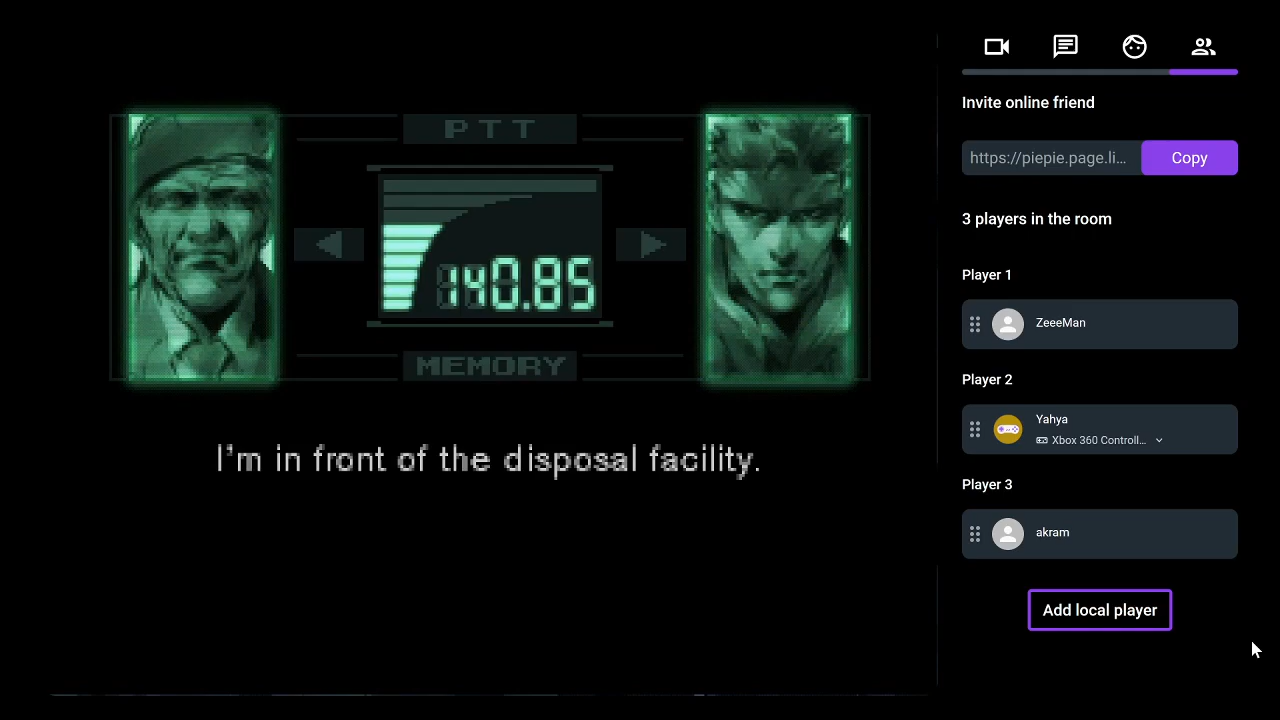 PTT
140.85
MEMORY
I'm in front of the disposal facility.
Invite online friend
https://piepie.page.li...
Copy
3 players in the room
Player 1
ZeeeMan
Player 2
Yahya
Xbox 360 Controll...
Player 3
akram
Add local player